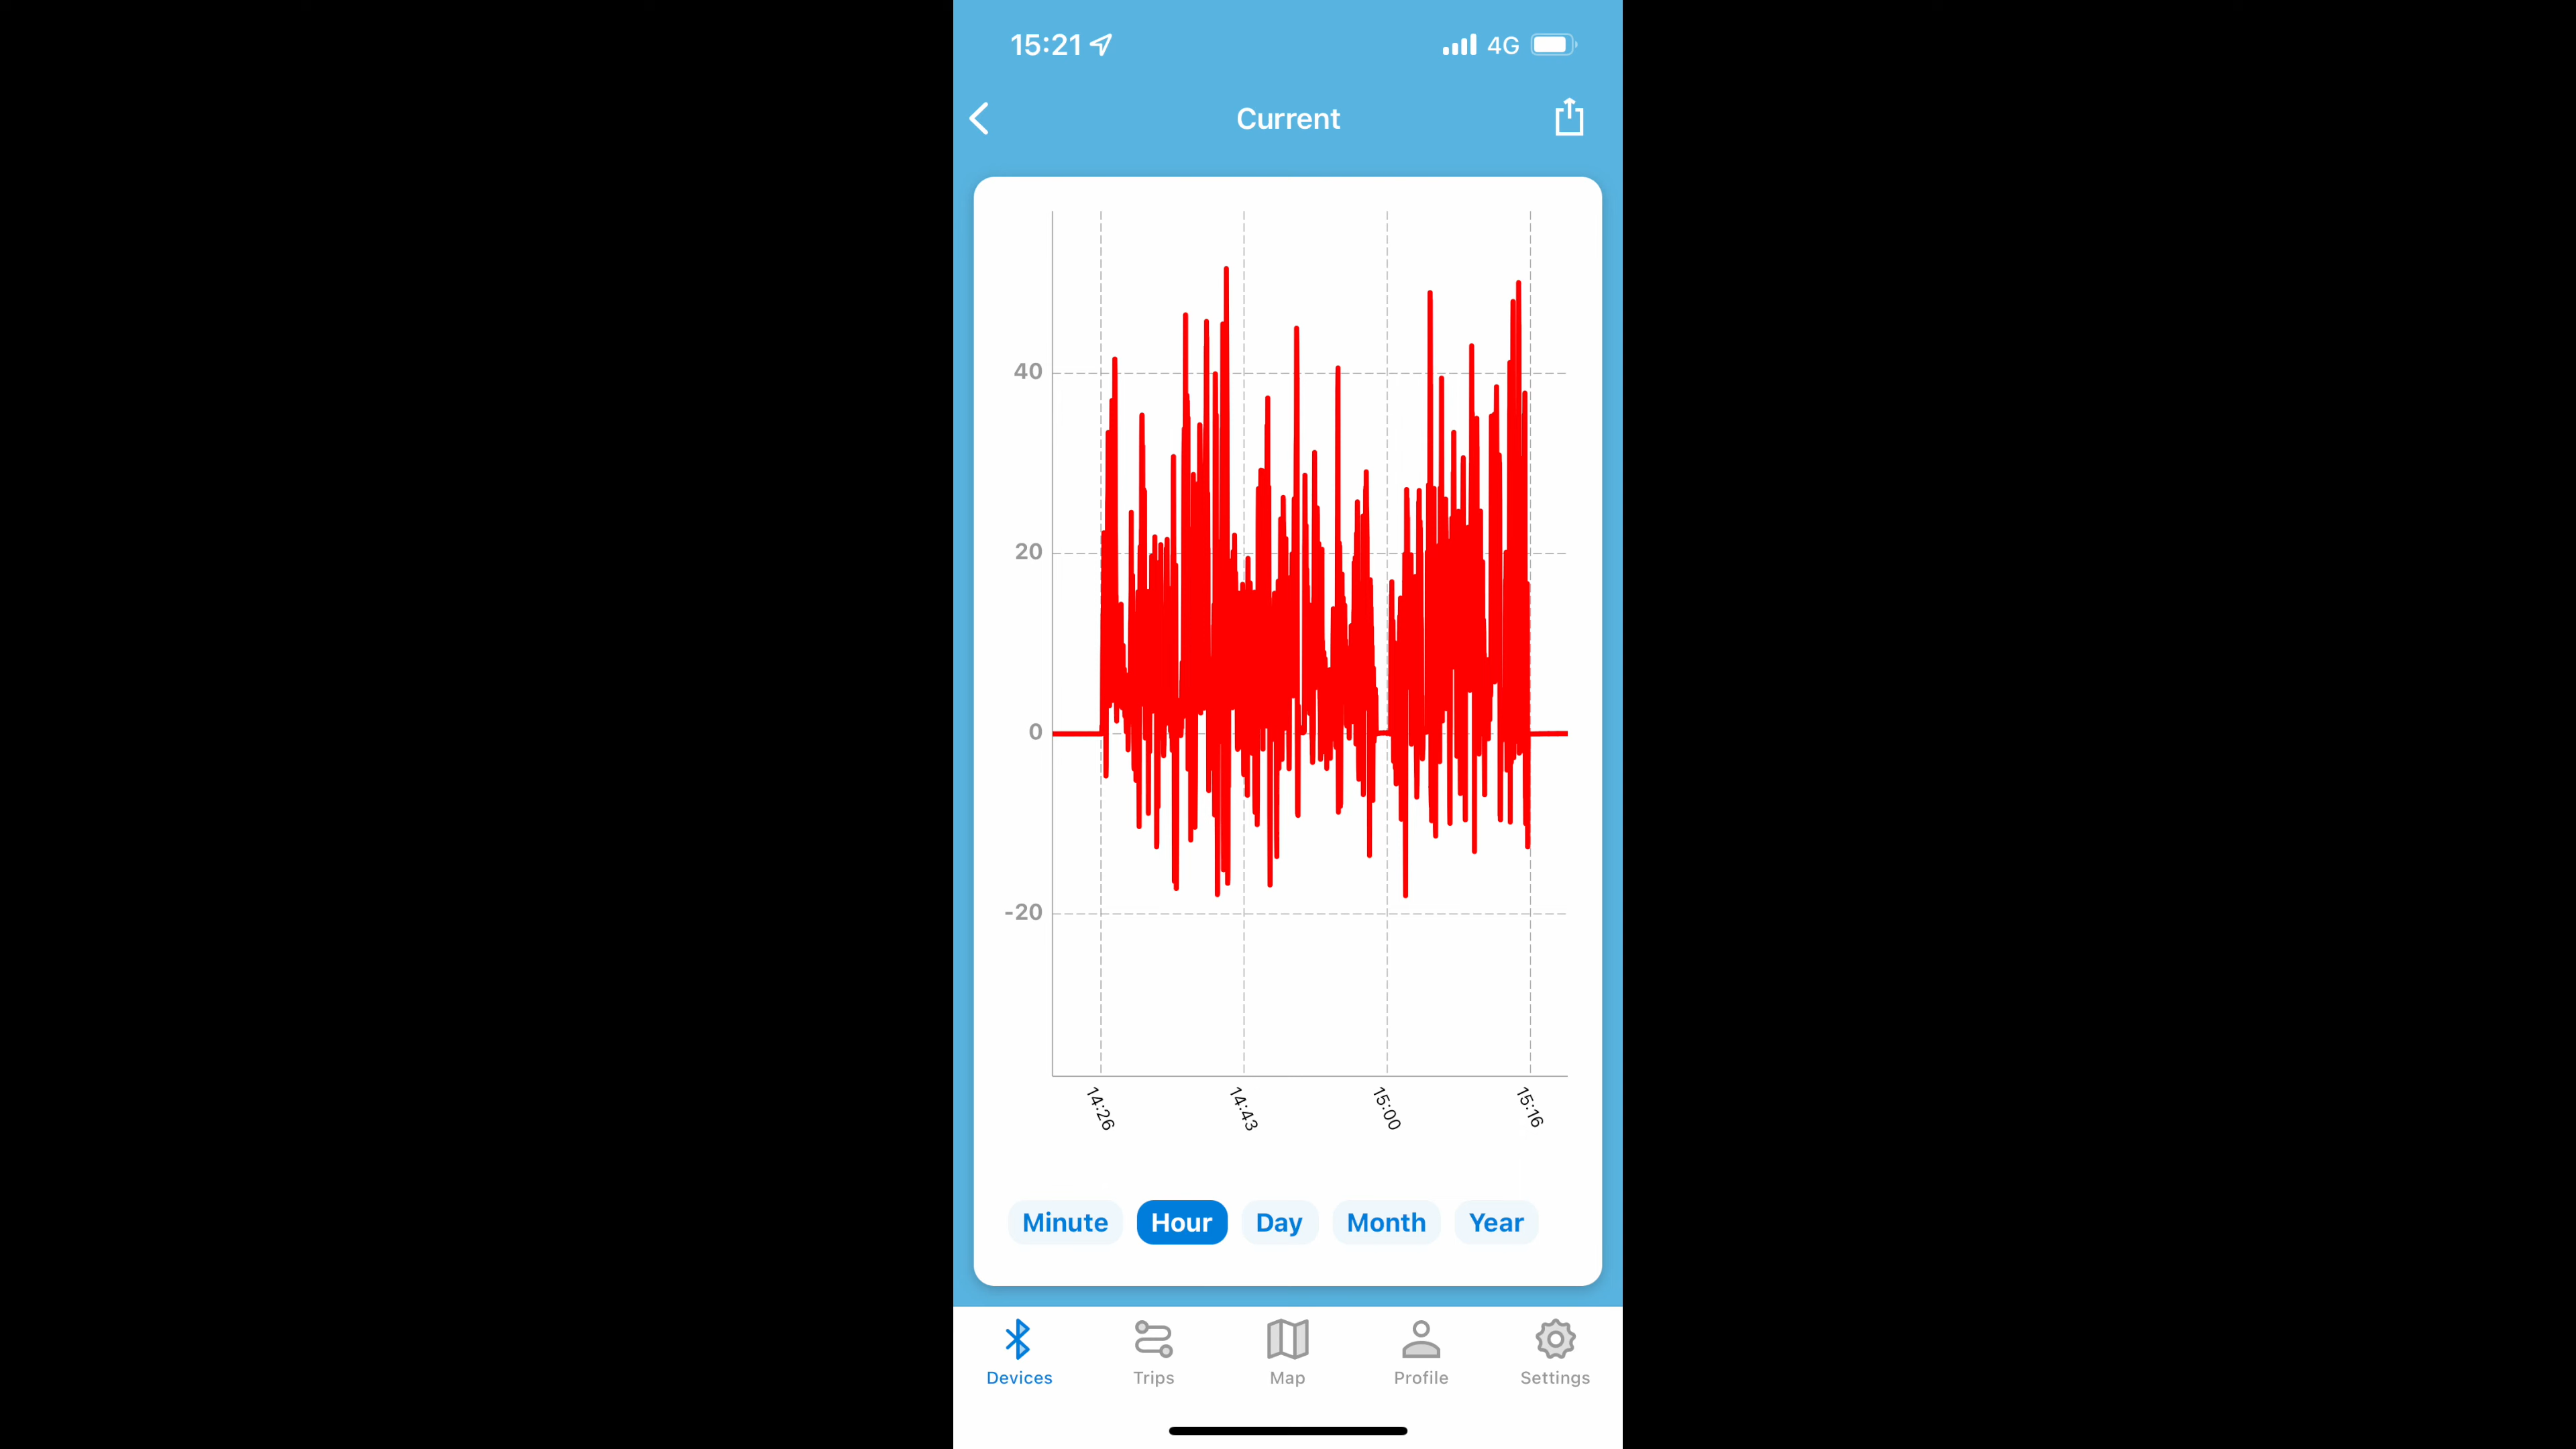 15:21 4G
Current
40
20
0
-20
14:26 14:43 15:00 15:16
Minute Hour Day Month Year
Devices Trips Map Profile Settings